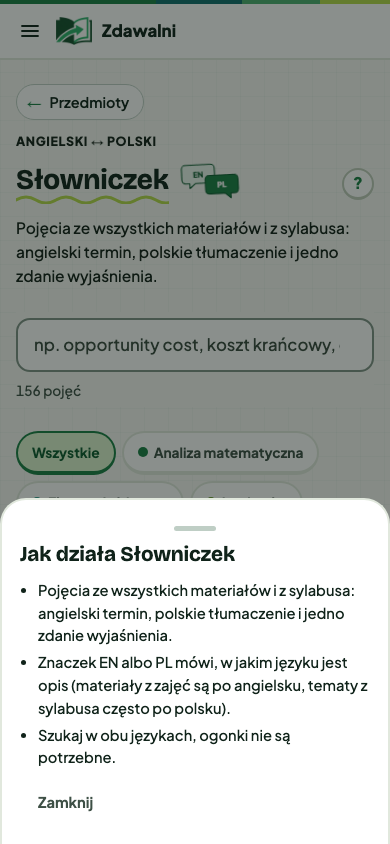 Zdawalni
← Przedmioty
ANGIELSKI ↔ POLSKI
Słowniczek
EN
PL
?
Pojęcia ze wszystkich materiałów i z sylabusa:
angielski termin, polskie tłumaczenie i jedno
zdanie wyjaśnienia.
np. opportunity cost, koszt krańcowy,
156 pojęć
Wszystkie
Analiza matematyczna
Jak działa Słowniczek
• Pojęcia ze wszystkich materiałów i z sylabusa:
angielski termin, polskie tłumaczenie i jedno
zdanie wyjaśnienia.
• Znaczek EN albo PL mówi, w jakim języku jest
opis (materiały z zajęć są po angielsku, tematy z
sylabusa często po polsku).
• Szukaj w obu językach, ogonki nie są
potrzebne.
Zamknij